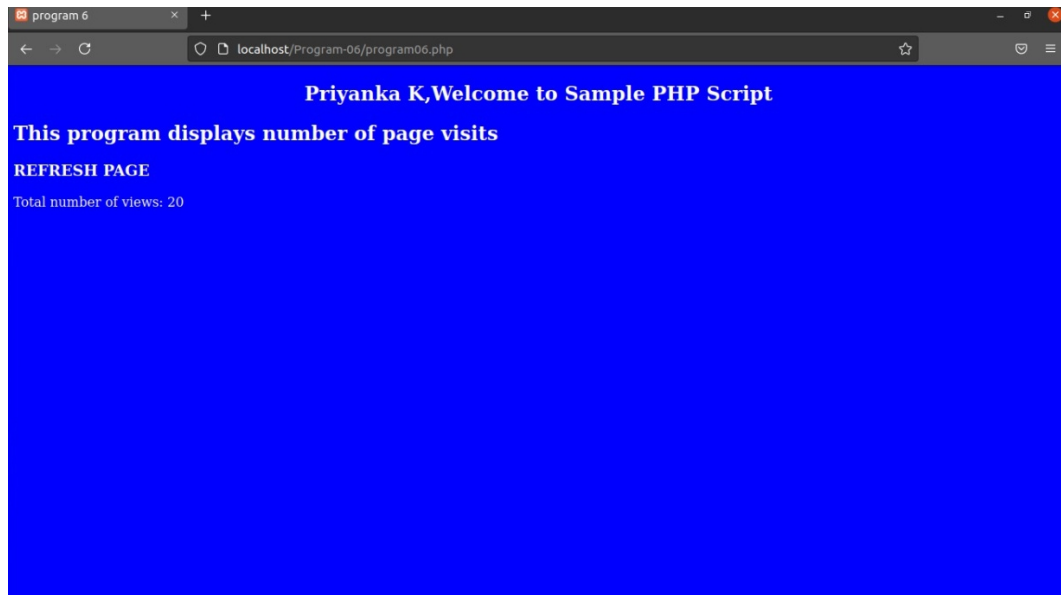 program 6
localhost/Program-06/program06.php
Priyanka K,Welcome to Sample PHP Script
This program displays number of page visits
REFRESH PAGE
Total number of views: 20